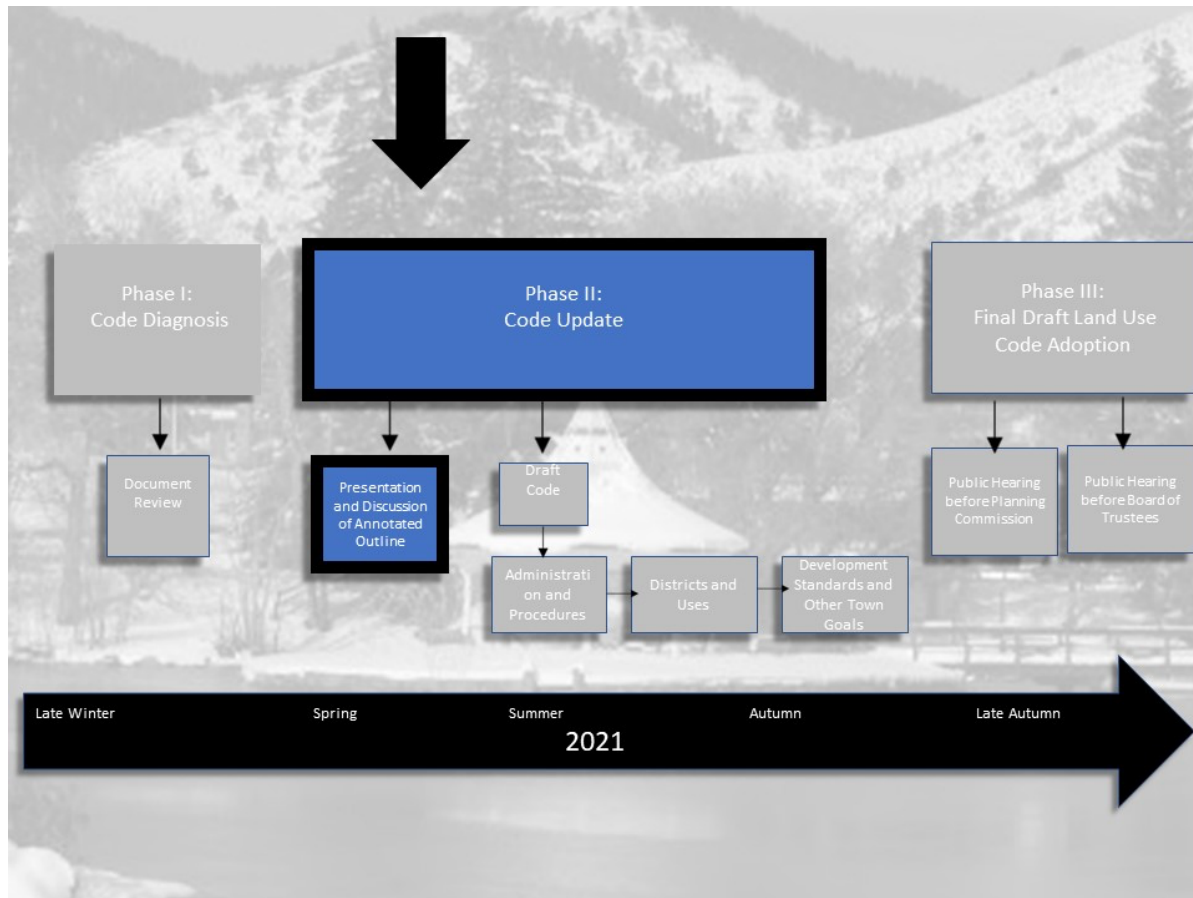 Phase I:
Code Diagnosis
Phase II:
Code Update
Phase III:
Final Draft Land Use
Code Adoption
Document
Review
Presentation
and Discussion
of Annotated
Outline
Draft
Code
Public Hearing
before Planning
Commission
Public Hearing
before Board of
Trustees
Administrati
on and
Procedures
Districts and
Uses
Development
Standards and
Other Town
Goals
Late Winter
Spring
Summer
Autumn
Late Autumn
2021